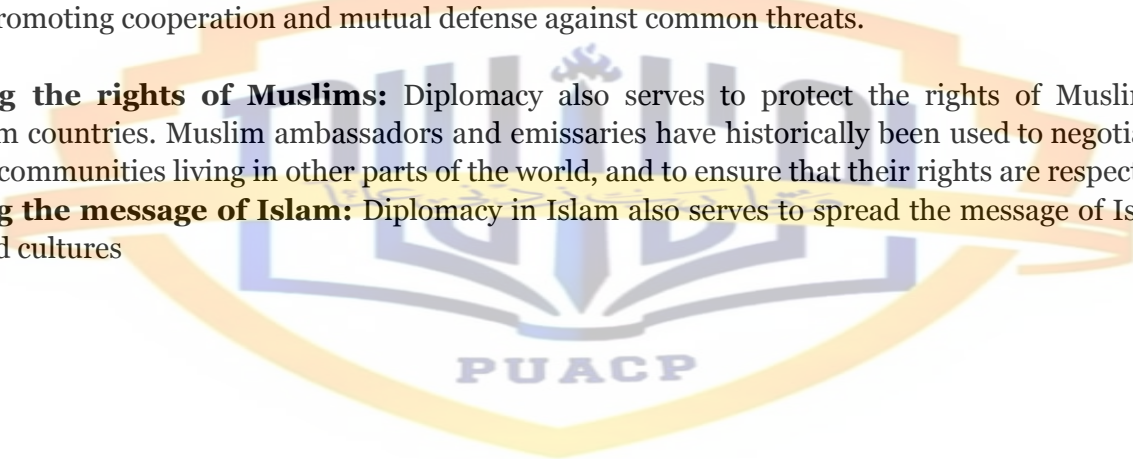 romoting cooperation and mutual defense against common threats.
g the rights of Muslims: Diplomacy also serves to protect the rights of Musli
m countries. Muslim ambassadors and emissaries have historically been used to negotia
communities living in other parts of the world, and to ensure that their rights are respec
g the message of Islam: Diplomacy in Islam also serves to spread the message of Is
d cultures
PUACP